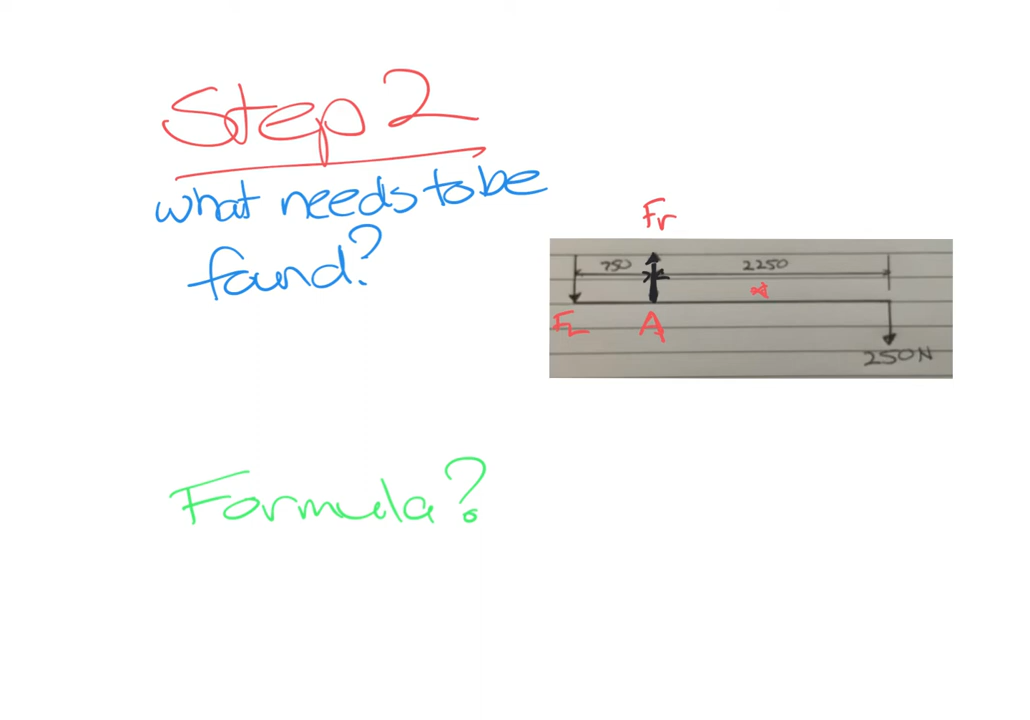 Step 2
what needs to be
found?
Fr
750 2250
FL A
250N
Formula?